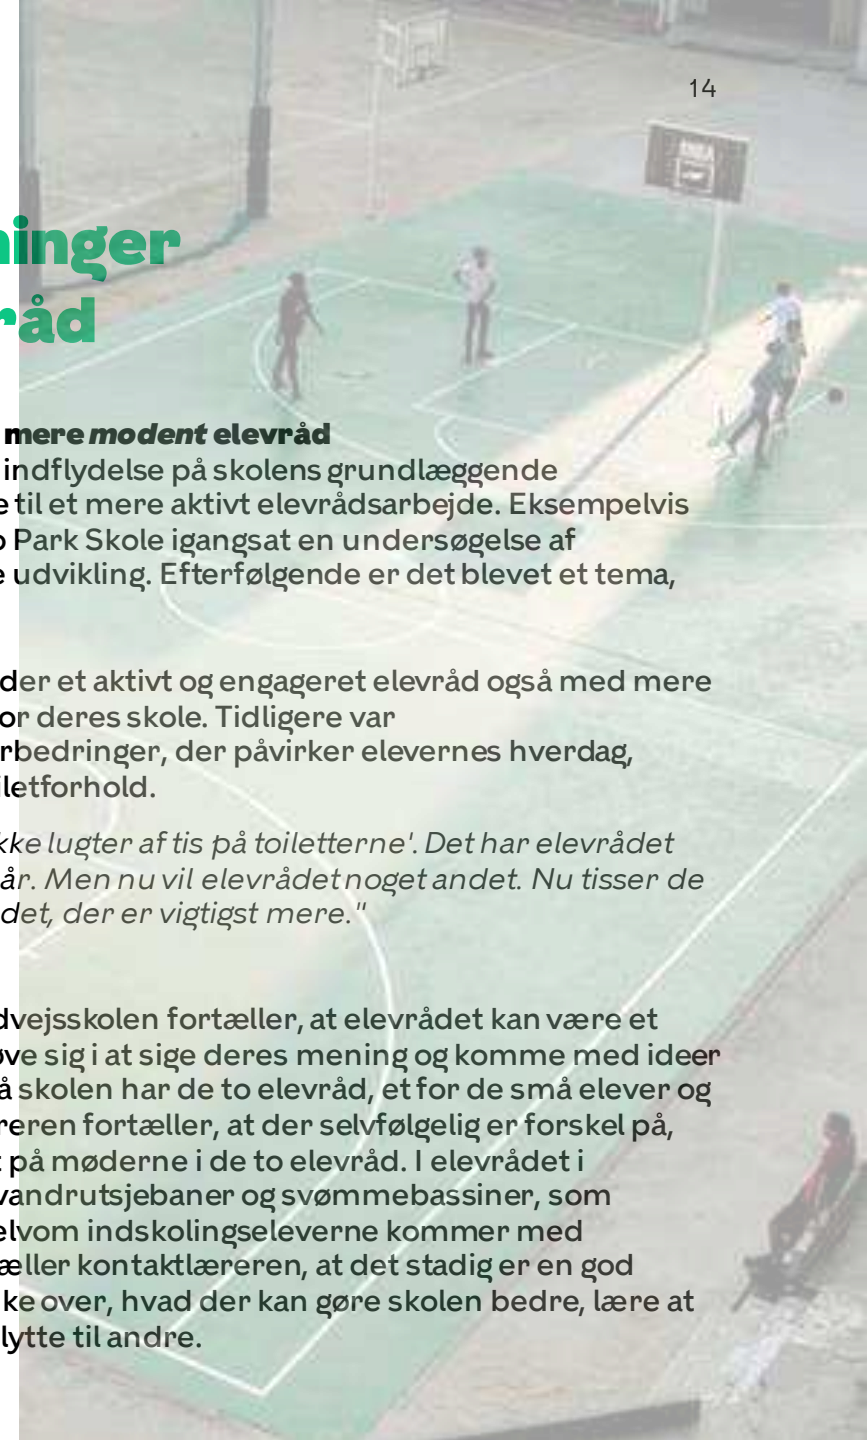 14
ninger
råd
mere modent elevråd
indflydelse på skolens grundlæggende
e til et mere aktivt elevrådsarbejde. Eksempelvis
Park Skole igangsat en undersøgelse af
e udvikling. Efterfølgende er det blevet et tema,
der et aktivt og engageret elevråd også med mere
or deres skole. Tidligere var
rbedringer, der påvirker elevernes hverdag,
letforhold.
kke lugter af tis på toiletterne'. Det har elevrådet
år. Men nu vil elevrådet noget andet. Nu tisser de
det, der er vigtigst mere."
dvejsskolen fortæller, at elevrådet kan være et
øve sig i at sige deres mening og komme med ideer
å skolen har de to elevråd, et for de små elever og
reren fortæller, at der selvfølgelig er forskel på,
t på møderne i de to elevråd. I elevrådet i
vandrutsjebaner og svømmebassiner, som
elvom indskolingseleverne kommer med
æller kontaktlæreren, at det stadig er en god
ke over, hvad der kan gøre skolen bedre, lære at
lytte til andre.